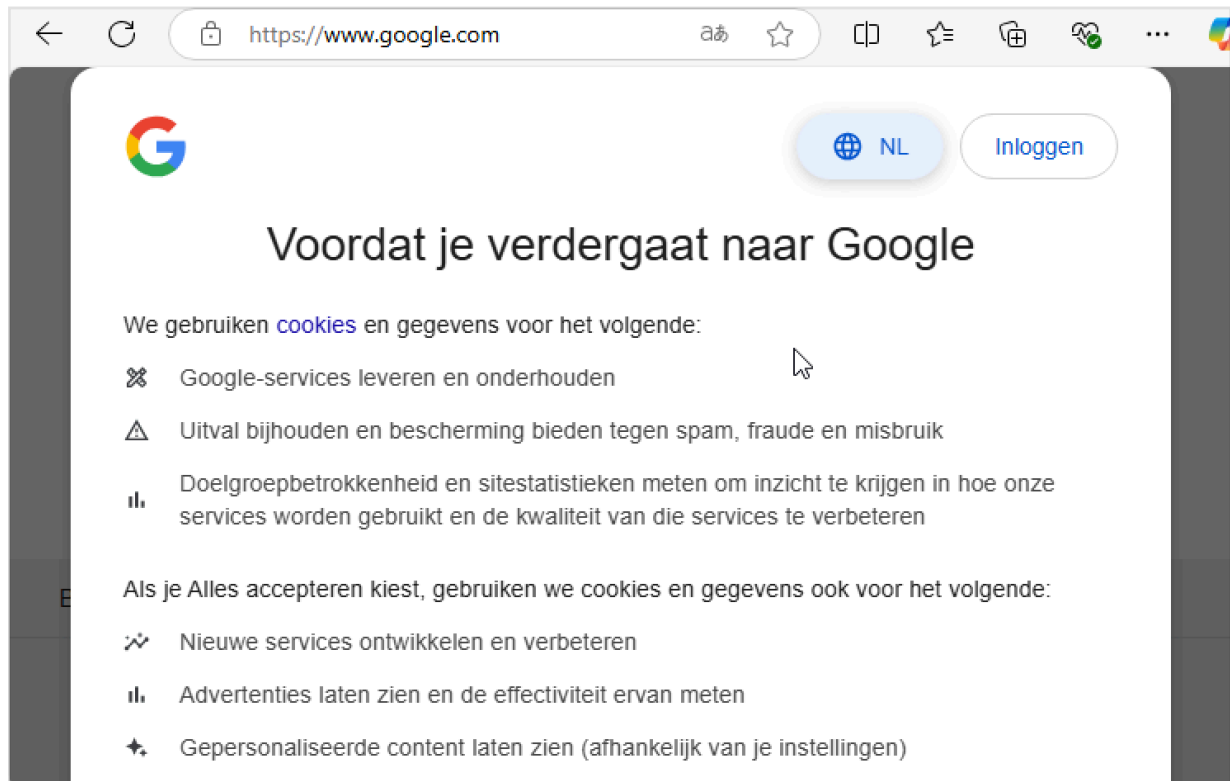 https://www.google.com
aあ
NL
Inloggen
Voordat je verdergaat naar Google
We gebruiken cookies en gegevens voor het volgende:
Google-services leveren en onderhouden
Uitval bijhouden en bescherming bieden tegen spam, fraude en misbruik
Doelgroepbetrokkenheid en sitestatistieken meten om inzicht te krijgen in hoe onze
services worden gebruikt en de kwaliteit van die services te verbeteren
Als je Alles accepteren kiest, gebruiken we cookies en gegevens ook voor het volgende:
Nieuwe services ontwikkelen en verbeteren
Advertenties laten zien en de effectiviteit ervan meten
Gepersonaliseerde content laten zien (afhankelijk van je instellingen)